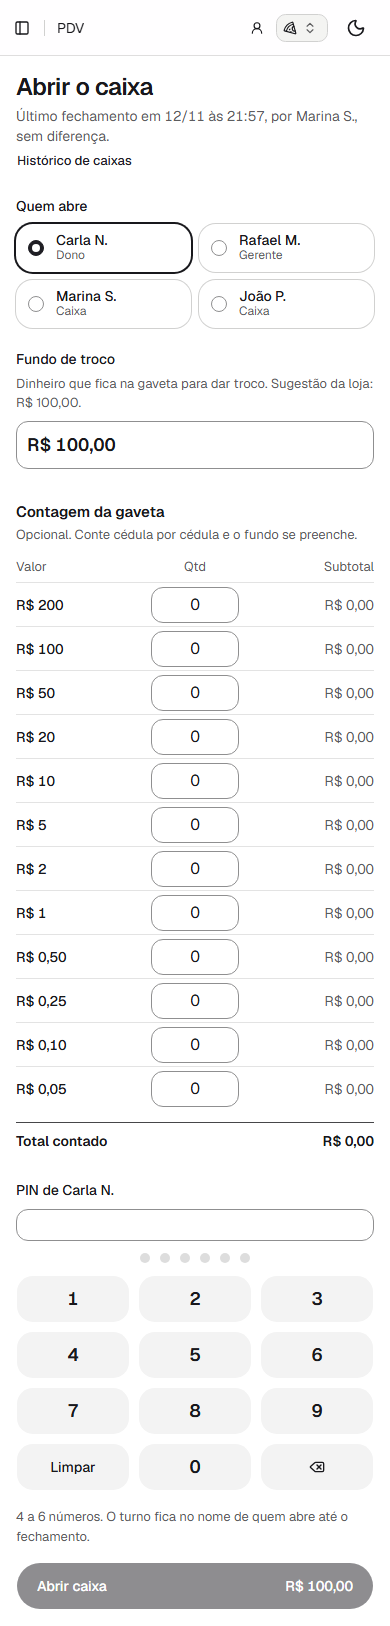 PDV
Abrir o caixa
Último fechamento em 12/11 às 21:57, por Marina S.,
sem diferença.
Histórico de caixas
Quem abre
Carla N.
Dono
Rafael M.
Gerente
Marina S.
Caixa
João P.
Caixa
Fundo de troco
Dinheiro que fica na gaveta para dar troco. Sugestão da loja:
R$ 100,00.
R$ 100,00
Contagem da gaveta
Opcional. Conte cédula por cédula e o fundo se preenche.
Valor Qtd Subtotal
R$ 200 0 R$ 0,00
R$ 100 0 R$ 0,00
R$ 50 0 R$ 0,00
R$ 20 0 R$ 0,00
R$ 10 0 R$ 0,00
R$ 5 0 R$ 0,00
R$ 2 0 R$ 0,00
R$ 1 0 R$ 0,00
R$ 0,50 0 R$ 0,00
R$ 0,25 0 R$ 0,00
R$ 0,10 0 R$ 0,00
R$ 0,05 0 R$ 0,00
Total contado R$ 0,00
PIN de Carla N.
1 2 3
4 5 6
7 8 9
Limpar 0
4 a 6 números. O turno fica no nome de quem abre até o
fechamento.
Abrir caixa R$ 100,00